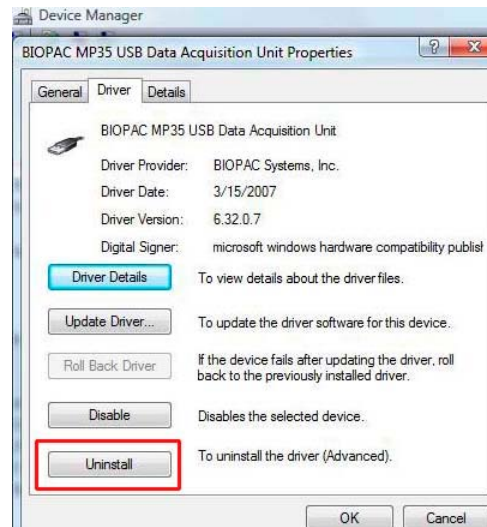 Device Manager
BIOPAC MP35 USB Data Acquisition Unit Properties
? X
General Driver Details
BIOPAC MP35 USB Data Acquisition Unit
Driver Provider: BIOPAC Systems, Inc.
Driver Date: 3/15/2007
Driver Version: 6.32.0.7
Digital Signer: microsoft windows hardware compatibility publish
Driver Details To view details about the driver files.
Update Driver... To update the driver software for this device.
Roll Back Driver If the device fails after updating the driver, roll
back to the previously installed driver.
Disable Disables the selected device.
Uninstall To uninstall the driver (Advanced).
OK Cancel